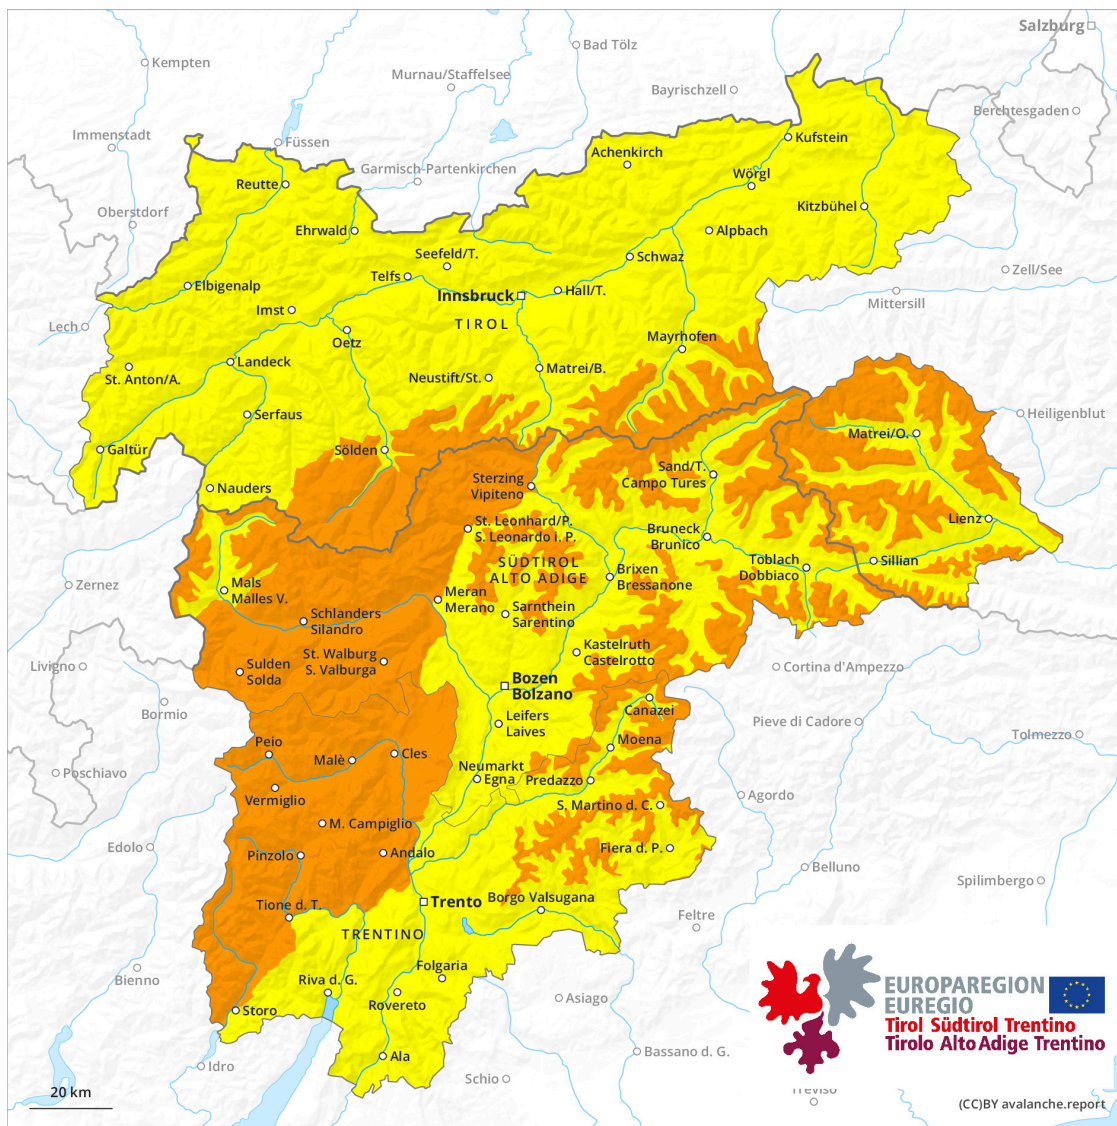 Salzburg
Bad Tölz
Kempten
Murnau/Staffelsee
Bayrischzell
Berchtesgaden
Immenstadt
Füssen
Kufstein
Achenkirch
Garmisch-Partenkirchen
Wörgl
Reutte
Oberstdorf
Kitzbühel
Ehrwald
Alpbach
Seefeld/T.
Schwaz
Zell/See
Telfs
Elbigenalp
Hall/T.
Innsbruck
Mittersill
Imst
TIROL
Lech
Oetz
Mayrhofen
Landeck
Matrei/B.
St. Anton/A.
Neustift/St.
Serfaus
Heiligenblut
Matrei/O.
Galtür
Sölden
Sand/T.
Campo Tures
Sterzing
Vipiteno
Nauders
Lienz
St. Leonhard/P.
S. Leonardo i. P.
Bruneck
Brunico
SÜDTIROL
ALTO ADIGE
Toblach
Dobbiaco
Sillian
Brixen
Bressanone
Zernez
Mals
Malles V.
Meran
Merano
Sarnthein
Sarentino
Schlanders
Silandro
Kastelruth
Castelrotto
St. Walburg
S. Valburga
Livigno
Sulden
Solda
Cortina d'Ampezzo
Bozen
Bolzano
Bormio
Canazei
Leifers
Laives
Pieve di Cadore
Tolmezzo
Peio
Moena
Malè
Cles
Poschiavo
Neumarkt
Egna
Predazzo
Vermiglio
Agordo
S. Martino d. C.
M. Campiglio
Edolo
Pinzolo
Andalo
Fiera d. P.
Belluno
Spilimbergo
Borgo Valsugana
Trento
Tione d. T.
Feltre
TRENTINO
Folgaria
Bienno
Riva d. G.
Rovereto
Asiago
Storo
EUROPAREGION
EUREGIO
Tirol Südtirol Trentino
Tirolo Alto Adige Trentino
Ala
Bassano d. G.
Idro
Schio
Treviso
20 km
(CC)BY avalanche.report